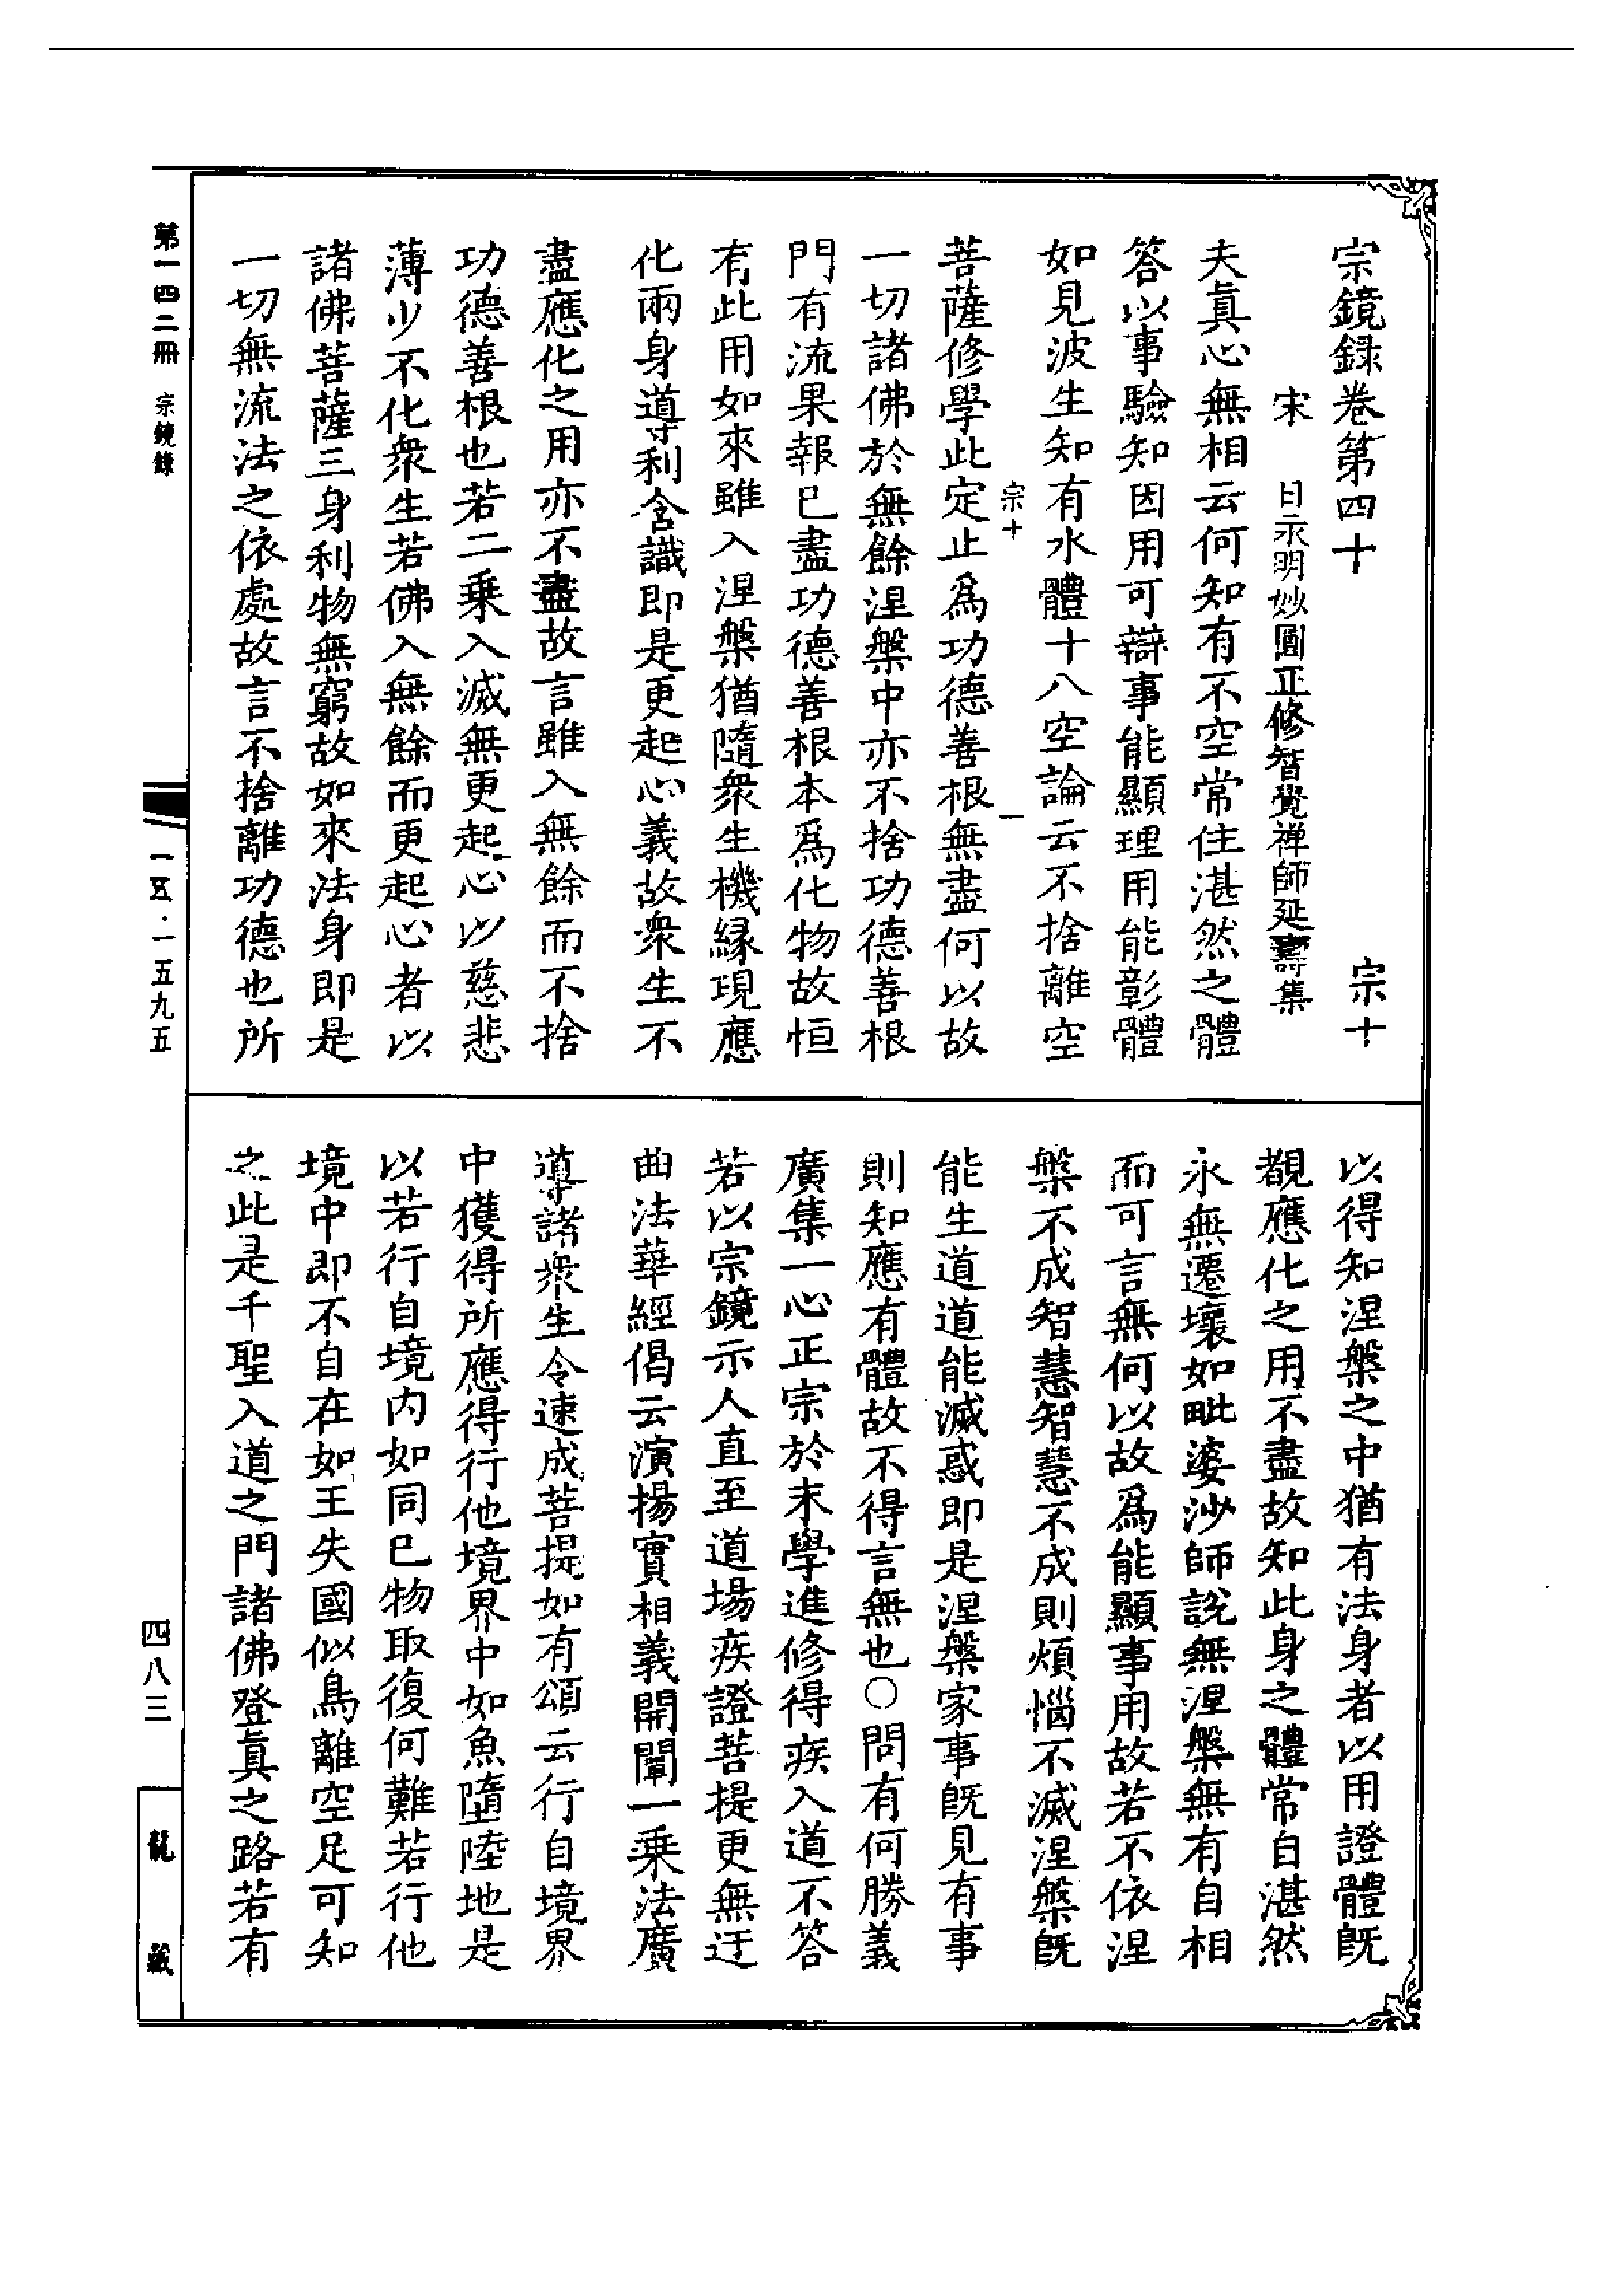 宗鏡録卷第四十
宗十
宋
日永明妙圓正修智覺禅師延壽集
夫真心無相云何知有不空常住湛然之體
答以事驗知因用可辯事能顯理用能彰體
如見波生知有水體十八空論云不捨離空
宗十
一
菩薩修學此定止爲功德善根無盡何以故
一切諸佛於無餘涅槃中亦不捨功德善根
門有流果報已盡功德善根本爲化物故恒
有此用如來雖入涅槃猶隨衆生機緣現應
化兩身導利含識即是更起心義故衆生不
盡應化之用亦不盡故言雖入無餘而不捨
功德善根也若二乘入滅無更起心以慈悲
薄少不化衆生若佛入無餘而更起心者以
諸佛菩薩三身利物無窮故如來法身即是
一切無流法之依處故言不捨離功德也所
以得知涅槃之中猶有法身者以用證體既
覩應化之用不盡故知此身之體常自湛然
永無遷壞如毗婆沙師説無涅槃無有自相
而可言無何以故爲能顯事用故若不依涅
槃不成智慧智慧不成則煩惱不滅涅槃既
能生道道能滅惑即是涅槃家事既見有事
則知應有體故不得言無也〇問有何勝義
廣集一心正宗於末學進修得疾入道不答
若以宗鏡示人直至道場疾證菩提更無迂
曲法華經偈云演揚實相義開闡一乘法廣
導諸衆生令速成菩提如有頌云行自境界
中獲得所應得行他境界中如魚墮陸地是
以若行自境内如同已物取復何難若行他
境中即不自在如王失國似鳥離空足可知
之此是千聖入道之門諸佛登真之路若有
第一四二冊
宗鏡錄
一五·一五九五
四八三
龍藏